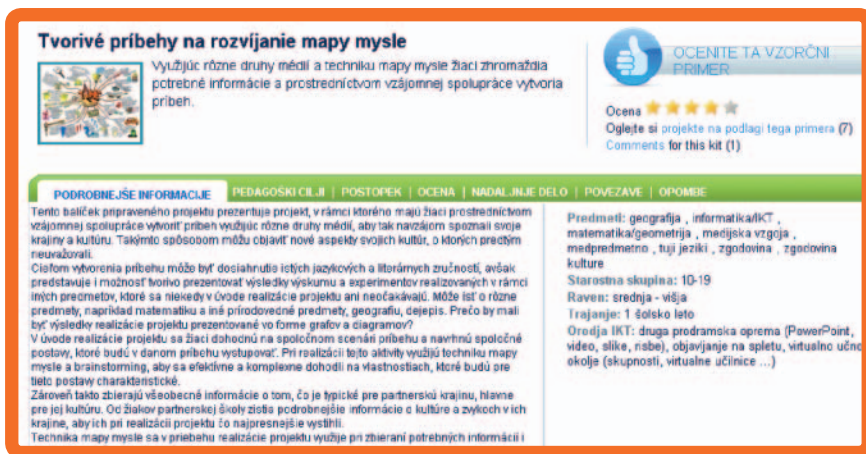 Tvorivé príbehy na rozvíjanie mapy mysle
Využijúc rôzne druhy médií a techniku mapy mysle žiaci zhromaždia
potrebné informácie a prostredníctvom vzájomnej spolupráce vytvoria
príbeh.
OCENITE TA VZORČNI
PRIMER
Ocena
Oglejte si projekte na podlagi tega primera (7)
Comments for this kit (1)
PODROBNEJŠE INFORMACIJE | PEDAGOŠKI CILJI | POSTOPEK | OCENA | NADALJNJE DELO | POVEZAVE | OPOMBE
Tento balíček pripraveného projektu prezentuje projekt, v rámci ktorého majú žiaci prostredníctvom
vzájomnej spolupráce vytvoriť príbeh využijúc rôzne druhy médií, aby tak navzájom spoznali svoje
krajiny a kultúru. Takýmto spôsobom môžu objaviť nové aspekty svojich kultúr, o ktorých predtým
neuvažovali.
Cieľom vytvorenia príbehu môže byť dosiahnutie istých jazykových a literárnych zručností, avšak
predstavuje i možnosť tvorivo prezentovať výsledky výskumu a experimentov realizovaných v rámci
iných predmetov, ktoré sa niekedy v úvode realizácie projektu ani neočakávajú. Môže ísť o rôzne
predmety, napríklad matematiku a iné prírodovedné predmety, geografiu, dejepis. Prečo by mali
byť výsledky realizácie projektu prezentované vo forme grafov a diagramov?
V úvode realizácie projektu sa žiaci dohodnú na spoločnom scenári príbehu a navrhnú spoločné
postavy, ktoré budú v danom príbehu vystupovať. Pri realizácii tejto aktivity využijú techniku mapy
mysle a brainstorming, aby sa efektívne a komplexne dohodli na vlastnostiach, ktoré budú pre
tieto postavy charakteristické.
Zároveň takto zbierajú všeobecné informácie o tom, čo je typické pre partnerskú krajinu, hlavne
pre jej kultúru. Od žiakov partnerskej školy zistia podrobnejšie informácie o kultúre a zvykoch v ich
krajine, aby ich pri realizácii projektu čo najpresnejšie vystihli.
Technika mapy mysle sa v priebehu realizácie projektu využije pri zbieraní potrebných informácií i
Predmeti: geografija , informatika/IKT ,
matematika/geometrija , medijska vzgoja ,
medpredmetno , tuji jeziki , zgodovina , zgodovina
kulture
Starostna skupina: 10-19
Raven: srednja - višja
Trajanje: 1 šolsko leto
Orodja IKT: druga prodramska oprema (PowerPoint,
video, slike, risbe), objavljanje na spletu, virtualno učno
okolje (skupnosti, virtualne učilnice ...)